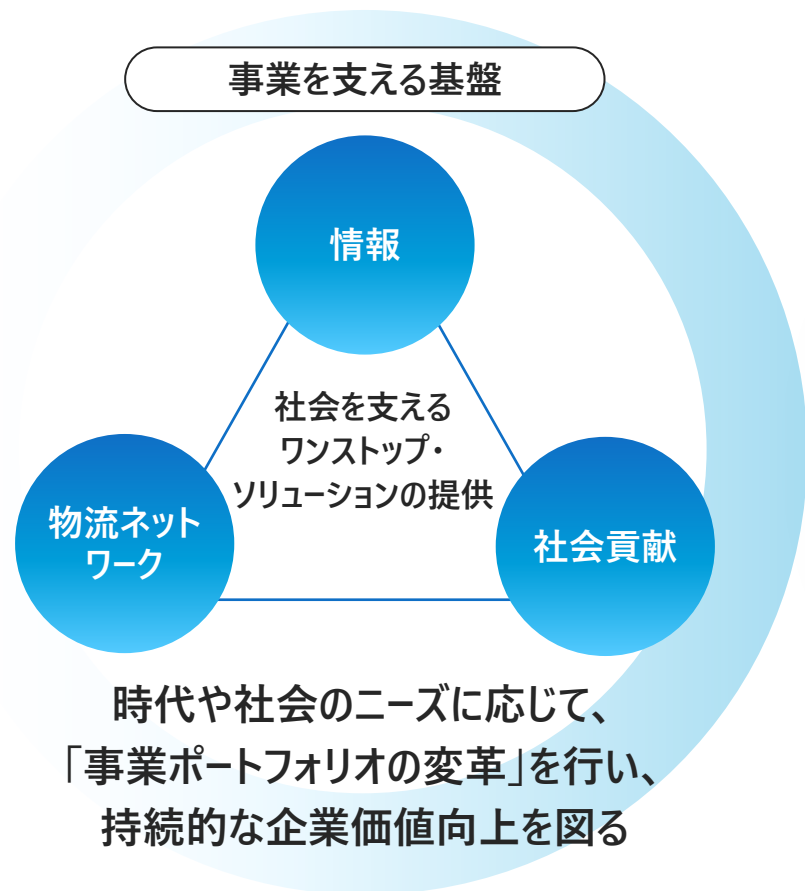 事業を支える基盤
情報
社会を支える
ワンストップ・
ソリューションの提供
物流ネット
ワーク
社会貢献
時代や社会のニーズに応じて、
「事業ポートフォリオの変革」を行い、
持続的な企業価値向上を図る